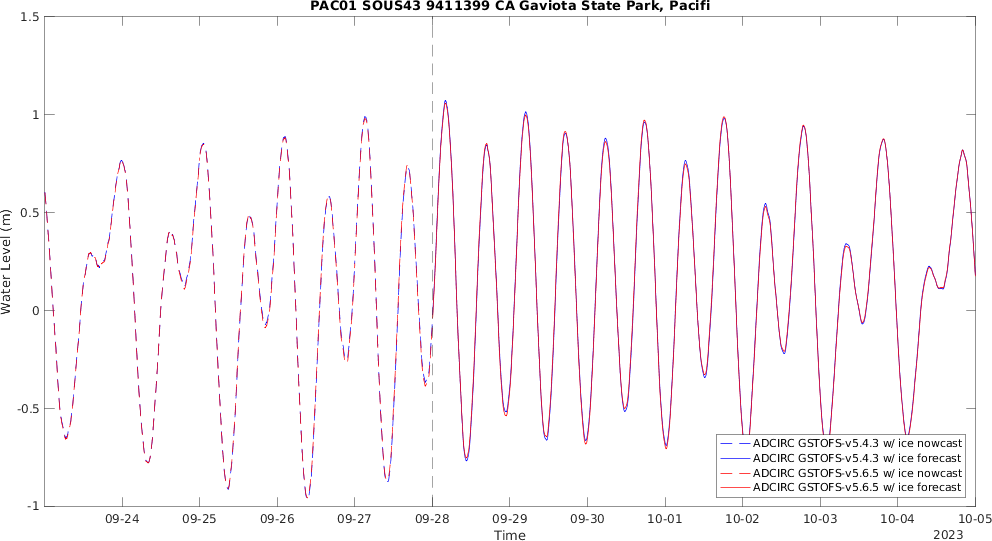 PAC01 SOUS43 9411399 CA Gaviota State Park, Pacifi
1.5
1
0.5
0
-0.5
-1
Water Level (m)
09-24 09-25 09-26 09-27 09-28 09-29 09-30 10-01 10-02 10-03 10-04 10-05
Time
2023
ADCIRC GSTOFS-v5.4.3 w/ ice nowcast
ADCIRC GSTOFS-v5.4.3 w/ ice forecast
ADCIRC GSTOFS-v5.6.5 w/ ice nowcast
ADCIRC GSTOFS-v5.6.5 w/ ice forecast